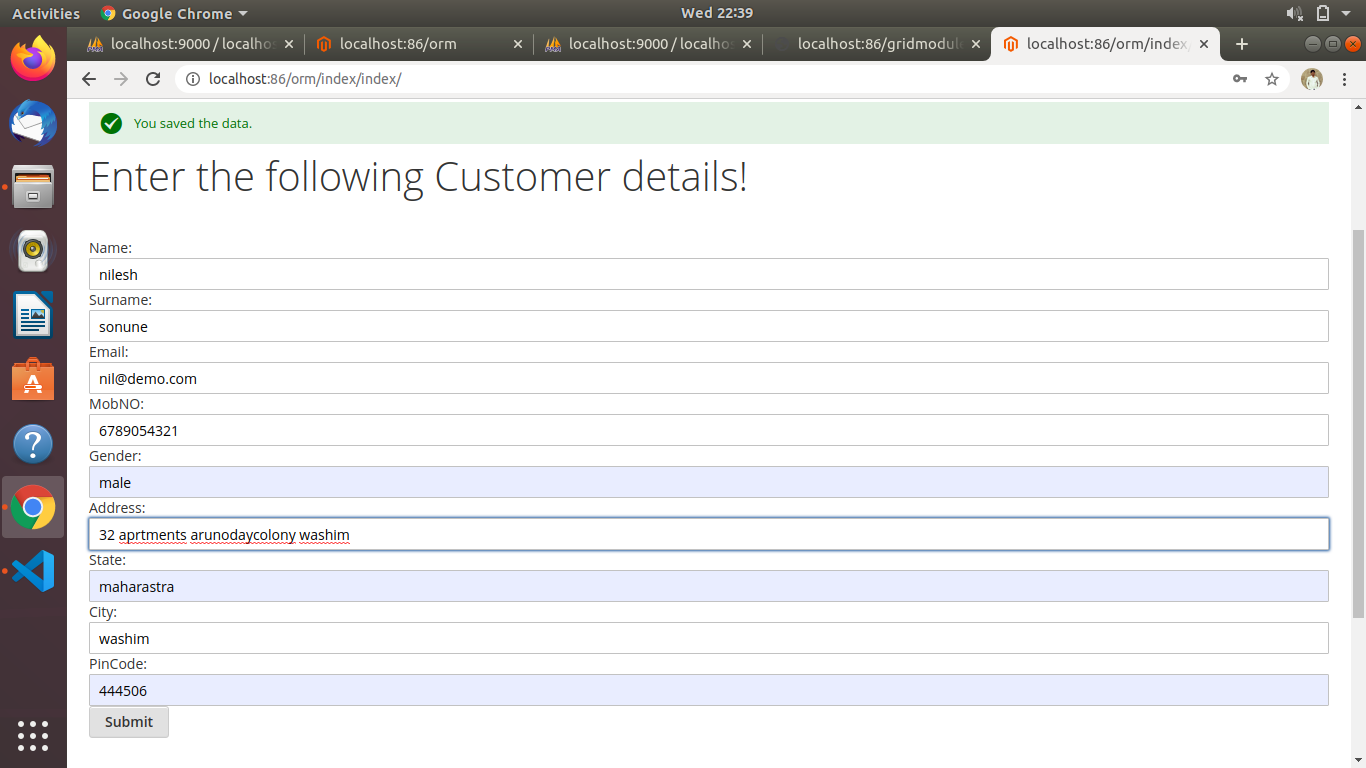 Activities Google Chrome Wed 22:39
localhost:9000 / localhos localhost:86/orm localhost:9000 / localhos localhost:86/gridmodule localhost:86/orm/index/
localhost:86/orm/index/index/
You saved the data.
Enter the following Customer details!
Name:
nilesh
Surname:
sonune
Email:
nil@demo.com
MobNO:
6789054321
Gender:
male
Address:
32 aprtments arunodaycolony washim
State:
maharastra
City:
washim
PinCode:
444506
Submit